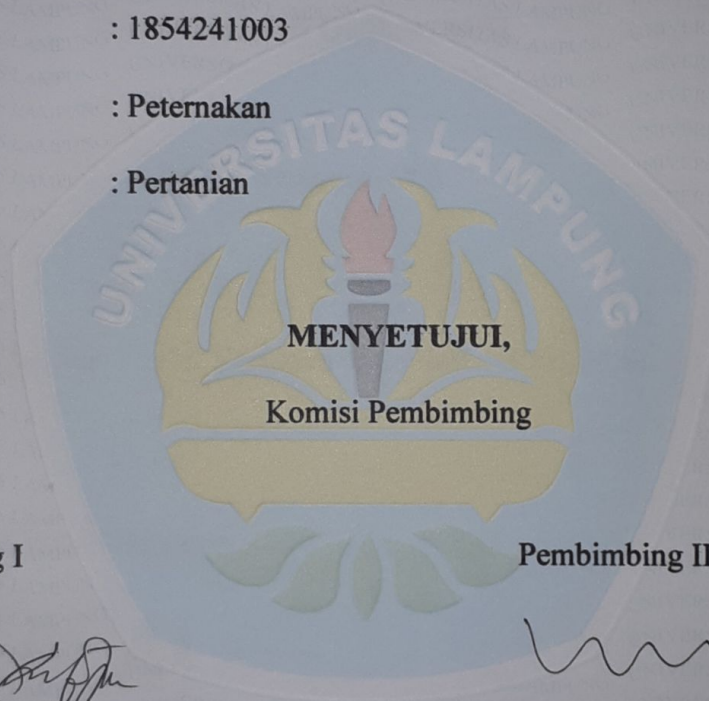 : 1854241003
: Peternakan
: Pertanian
UNIVERSITAS LAMPUNG
MENYETUJUI,
Komisi Pembimbing
g I
Pembimbing II